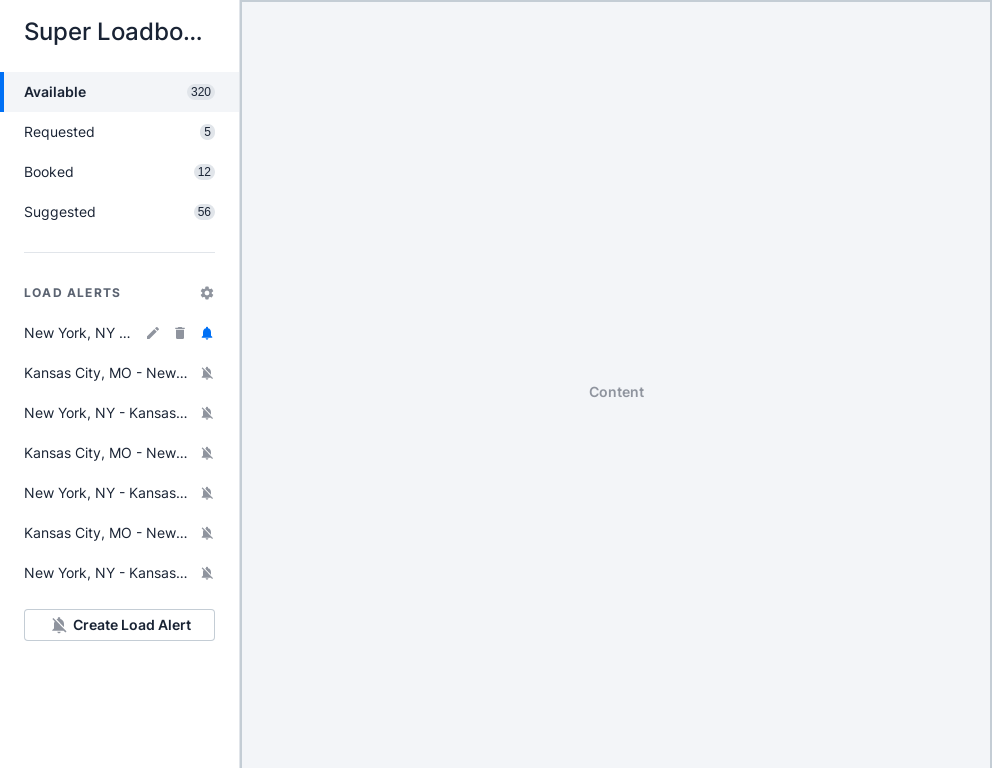 Super Loadbo...
Available 320
Requested 5
Booked 12
Suggested 56
LOAD ALERTS
New York, NY ...
Kansas City, MO - New...
New York, NY - Kansas...
Kansas City, MO - New...
New York, NY - Kansas...
Kansas City, MO - New...
New York, NY - Kansas...
Create Load Alert
Content